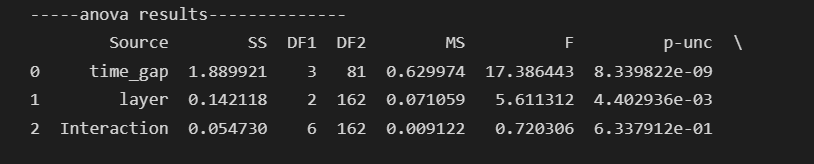 -----anova results--------------
Source SS DF1 DF2 MS F p-unc \
0 time_gap 1.889921 3 81 0.629974 17.386443 8.339822e-09
1 layer 0.142118 2 162 0.071059 5.611312 4.402936e-03
2 Interaction 0.054730 6 162 0.009122 0.720306 6.337912e-01